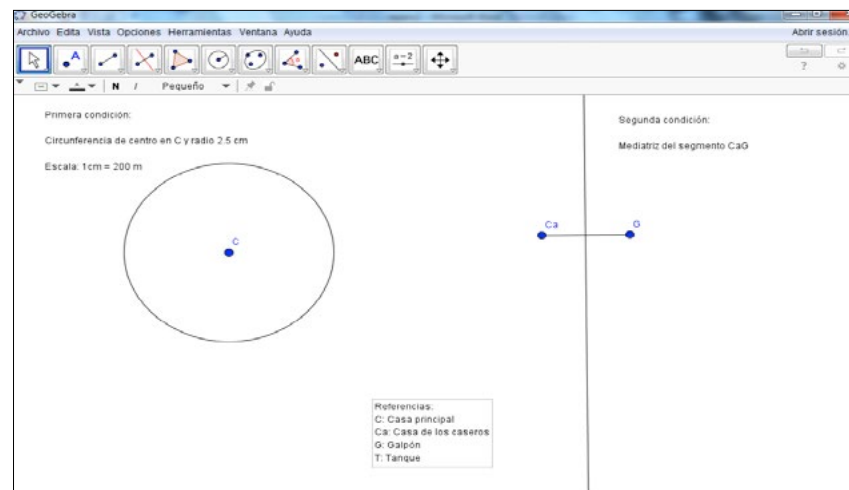 GeoGebra
Archivo Edita Vista Opciones Herramientas Ventana Ayuda
Abrir sesión
ABC
a=2
N I Pequeño
Primera condición:
Circunferencia de centro en C y radio 2.5 cm
Escala: 1cm = 200 m
C
Segunda condición:
Mediatriz del segmento CaG
Ca
G
Referencias:
C: Casa principal
Ca: Casa de los caseros
G: Galpón
T: Tanque